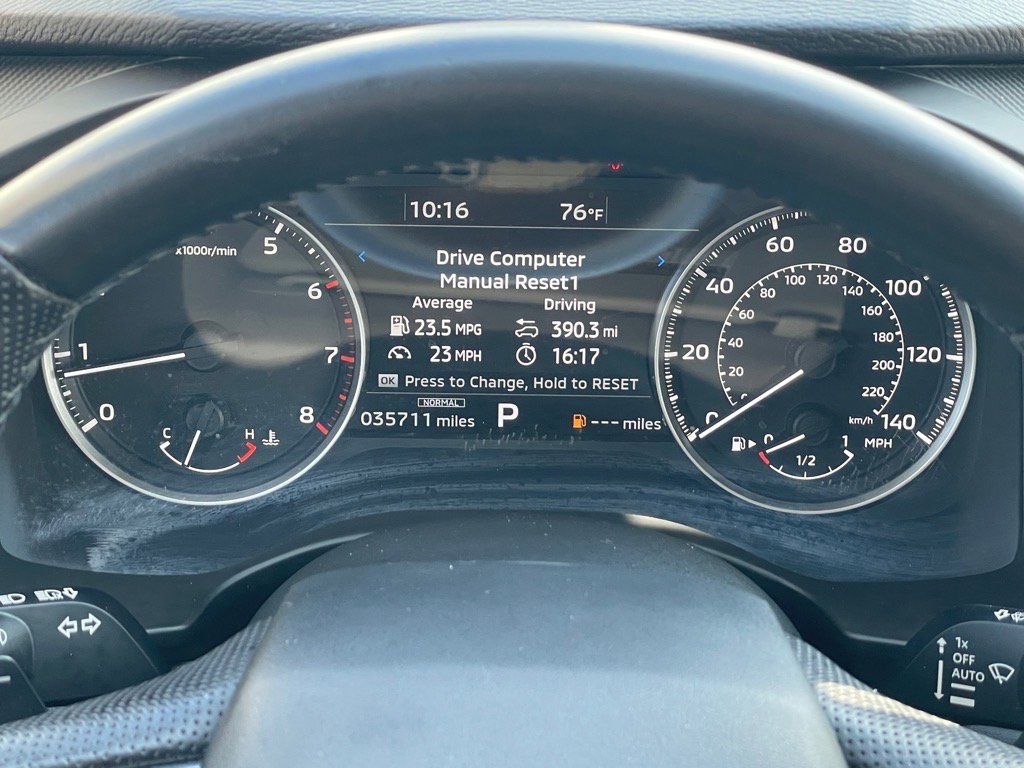 10:16 76°F
Drive Computer
Manual Reset1
Average Driving
23.5 MPG 390.3 mi
23 MPH 16:17
OK Press to Change, Hold to RESET
NORMAL
035711 miles P --- miles
x1000r/min
0
1
5
6
7
8
C H
0
20
40
60
80
100
120
140
MPH
20
40
60
80
100
120
140
160
180
200
220
km/h
0 1/2 1
1x
OFF
AUTO